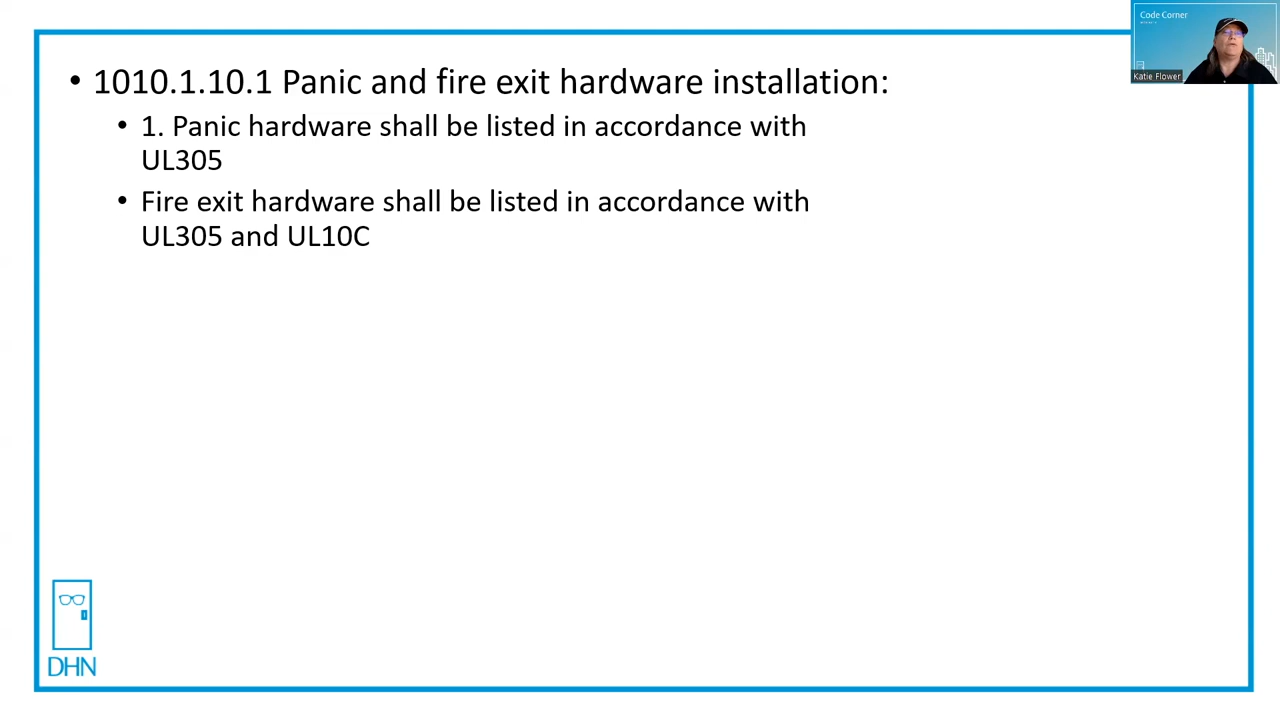 Code Corner
• 1010.1.10.1 Panic and fire exit hardware installation:
• 1. Panic hardware shall be listed in accordance with
UL305
• Fire exit hardware shall be listed in accordance with
UL305 and UL10C
Katie Flower
DHN